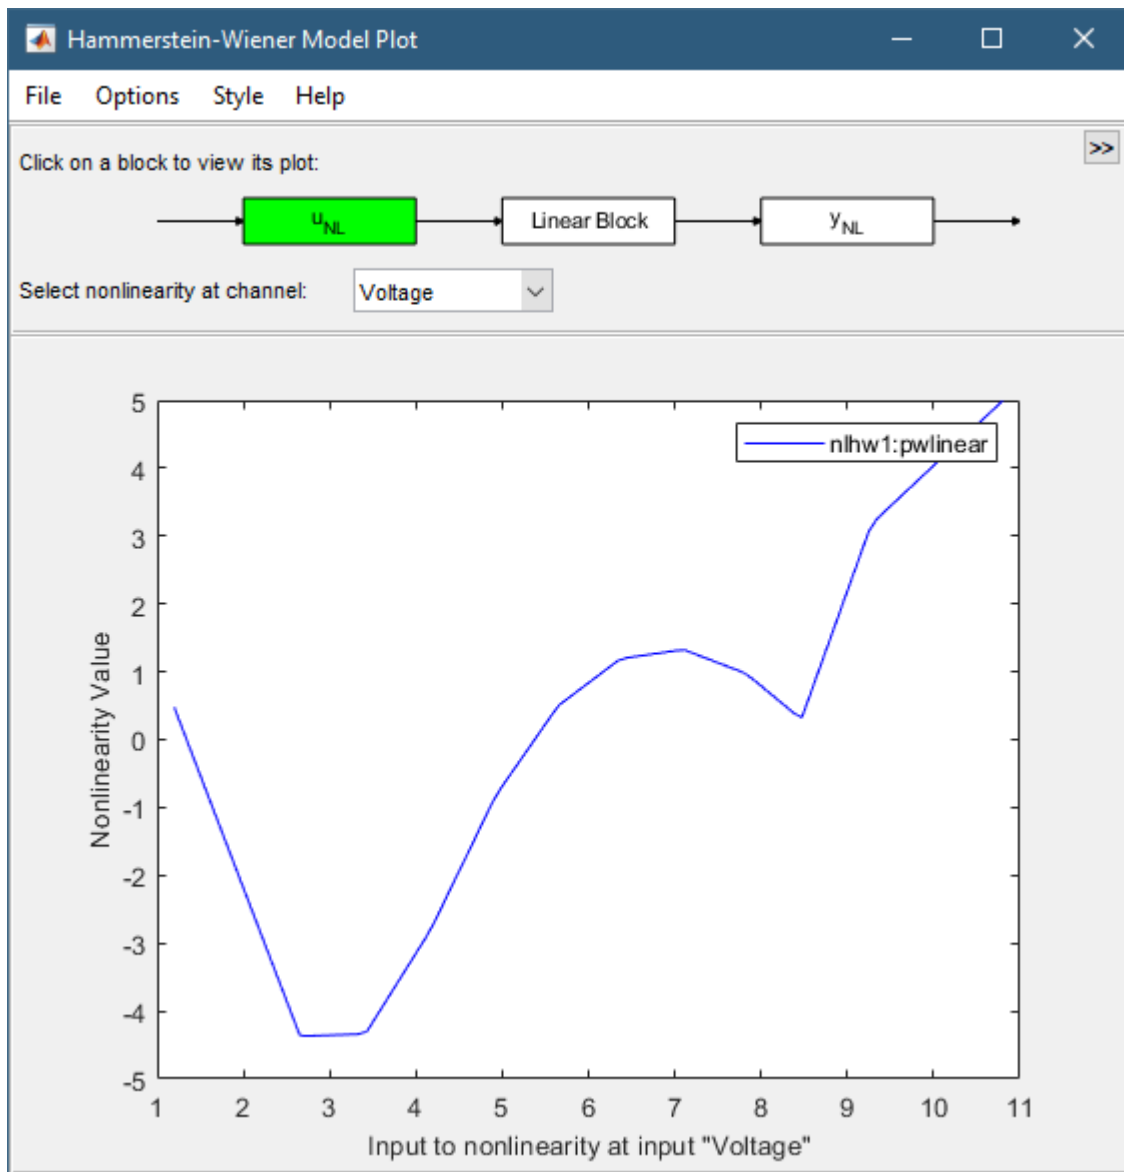 Hammerstein-Wiener Model Plot
File Options Style Help
Click on a block to view its plot:
>>
uNL Linear Block yNL
Select nonlinearity at channel: Voltage
nlhw1:pwlinear
Nonlinearity Value
5
4
3
2
1
0
-1
-2
-3
-4
-5
1 2 3 4 5 6 7 8 9 10 11
Input to nonlinearity at input "Voltage"